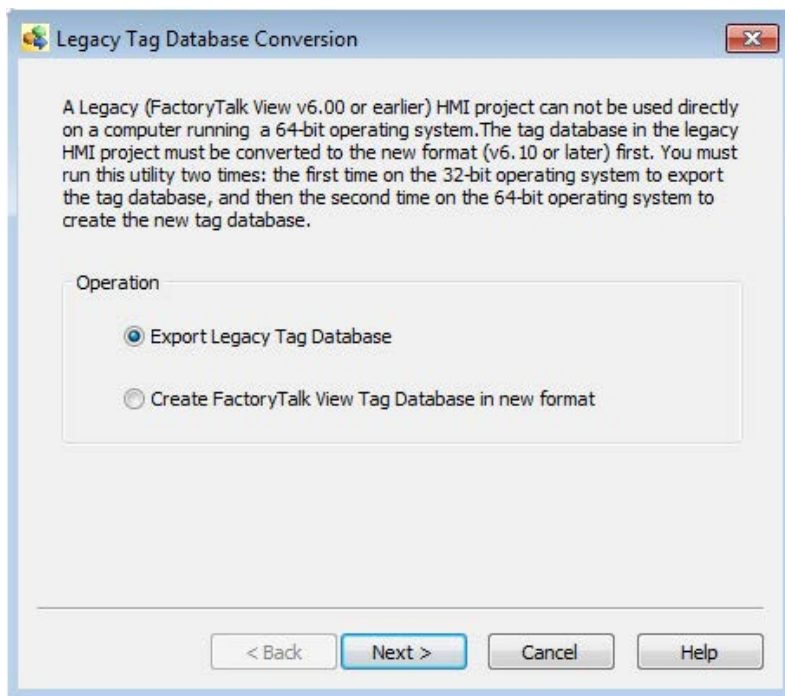 Legacy Tag Database Conversion
A Legacy (FactoryTalk View v6.00 or earlier) HMI project can not be used directly
on a computer running  a 64-bit operating system.The tag database in the legacy
HMI project must be converted to the new format (v6.10 or later) first. You must
run this utility two times: the first time on the 32-bit operating system to export
the tag database, and then the second time on the 64-bit operating system to
create the new tag database.
Operation
Export Legacy Tag Database
Create FactoryTalk View Tag Database in new format
< Back
Next >
Cancel
Help